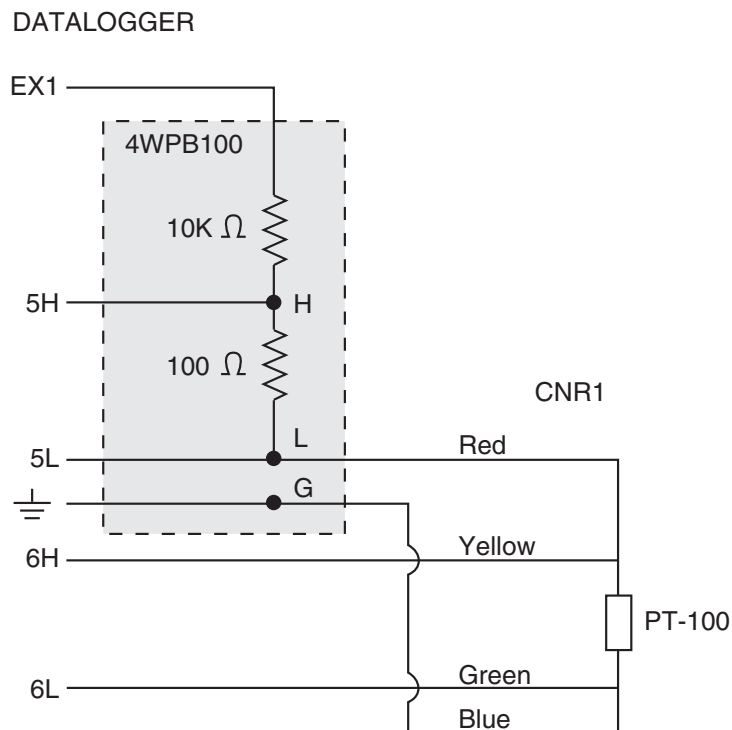 DATALOGGER
EX1
4WPB100
10K Ω
5H
H
100 Ω
CNR1
L
Red
5L
G
Yellow
6H
PT-100
Green
6L
Blue